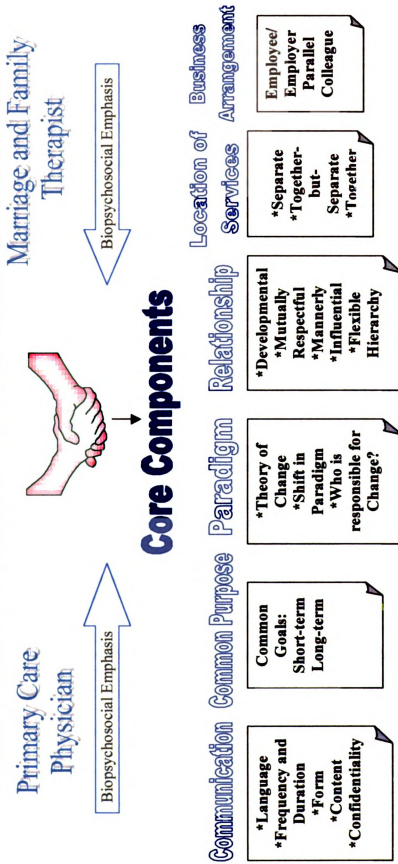 Primary Care
Physician
Marriage and Family
Therapist
Biopsychosocial Emphasis
Biopsychosocial Emphasis
Core Components
Communication
*Language
*Frequency and
Duration
*Form
*Content
*Confidentiality
Common Purpose
Common
Goals:
Short-term
Long-term
Paradigm
*Theory of
Change
*Shift in
Paradigm
*Who is
responsible for
Change?
Relationship
*Developmental
*Mutually
Respectful
*Mannerly
*Influential
*Flexible
Hierarchy
Location of
Services
*Separate
*Together-
but-
Separate
*Together
Business
Arrangement
Employee/
Employer
Parallel
Colleague